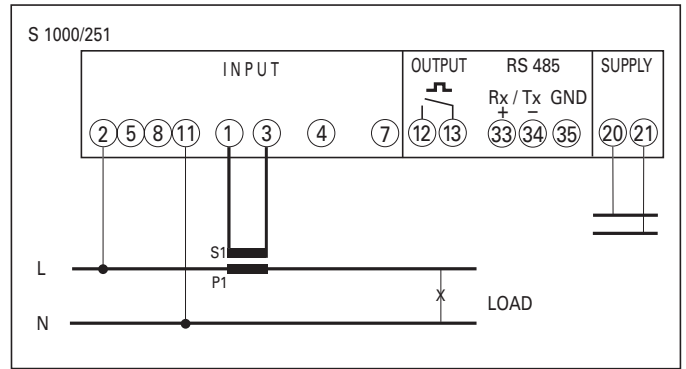 S 1000/251
INPUT OUTPUT RS 485 SUPPLY
Rx / Tx GND
+ −
2 5 8 11 1 3 4 7 12 13 33 34 35 20 21
S1
L
P1
X LOAD
N